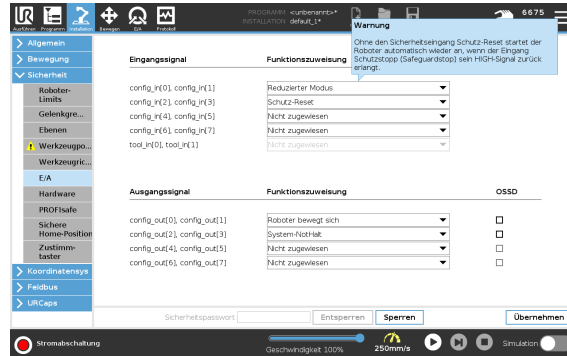 PROGRAMM <unbenannt>*
INSTALLATION default_1*
6675
Ausführen
Programm
Installation
Bewegen
E/A
Protokoll
Warnung
Ohne den Sicherheitseingang Schutz-Reset startet der
Roboter automatisch wieder an, wenn der Eingang
Schutzstopp (Safeguardstop) sein HIGH-Signal zurück
erlangt.
Allgemein
Bewegung
Sicherheit
Roboter-
Limits
Gelenkgre...
Ebenen
Werkzeugpo...
Werkzeugric...
E/A
Hardware
PROFIsafe
Sichere
Home-Position
Zustimm-
taster
Koordinatensys
Feldbus
URCaps
Eingangssignal Funktionszuweisung
config_in[0], config_in[1] Reduzierter Modus
config_in[2], config_in[3] Schutz-Reset
config_in[4], config_in[5] Nicht zugewiesen
config_in[6], config_in[7] Nicht zugewiesen
tool_in[0], tool_in[1] Nicht zugewiesen
Ausgangssignal Funktionszuweisung OSSD
config_out[0], config_out[1] Roboter bewegt sich
config_out[2], config_out[3] System-NotHalt
config_out[4], config_out[5] Nicht zugewiesen
config_out[6], config_out[7] Nicht zugewiesen
Sicherheitspasswort Entsperren Sperren Übernehmen
Stromabschaltung
Geschwindigkeit 100%
250mm/s
Simulation